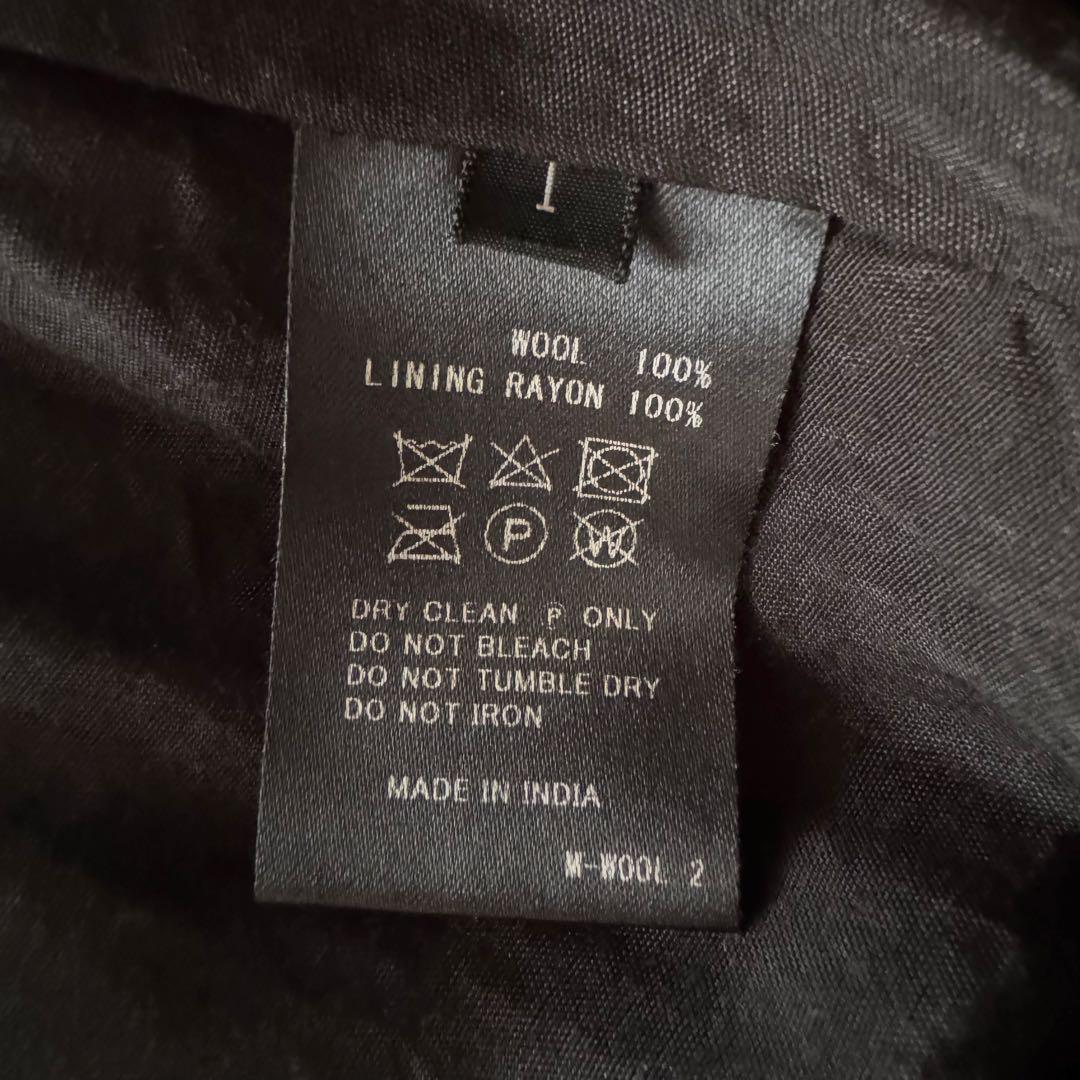 I
WOOL 100%
LINING RAYON 100%
P W
DRY CLEAN P ONLY
DO NOT BLEACH
DO NOT TUMBLE DRY
DO NOT IRON
MADE IN INDIA
M-WOOL 2